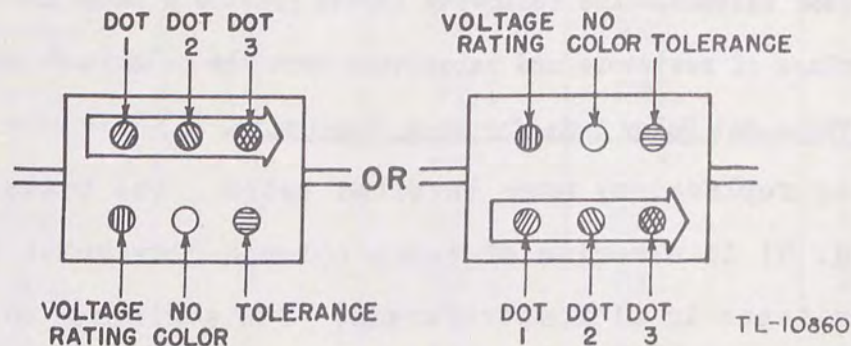 DOT DOT DOT
1 2 3
VOLTAGE NO
RATING COLOR TOLERANCE
OR
VOLTAGE NO TOLERANCE
RATING COLOR
DOT DOT DOT
1 2 3
TL-10860